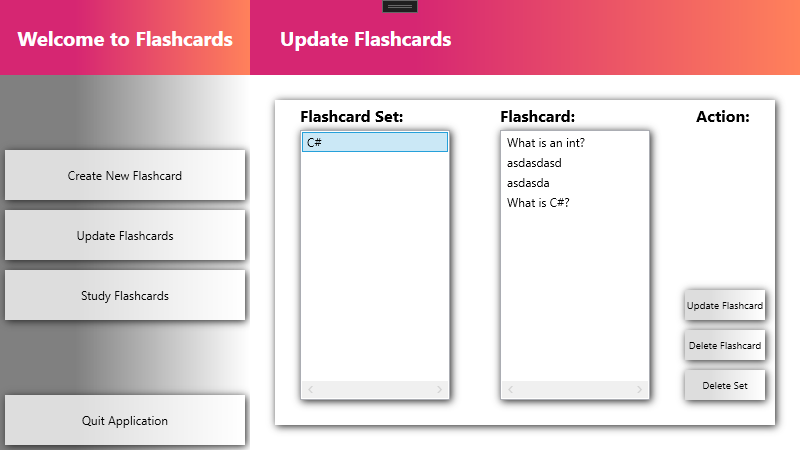 Welcome to Flashcards
Update Flashcards
Create New Flashcard
Update Flashcards
Study Flashcards
Quit Application
Flashcard Set:
C#
Flashcard:
What is an int?
asdasdasd
asdasda
What is C#?
Action:
Update Flashcard
Delete Flashcard
Delete Set